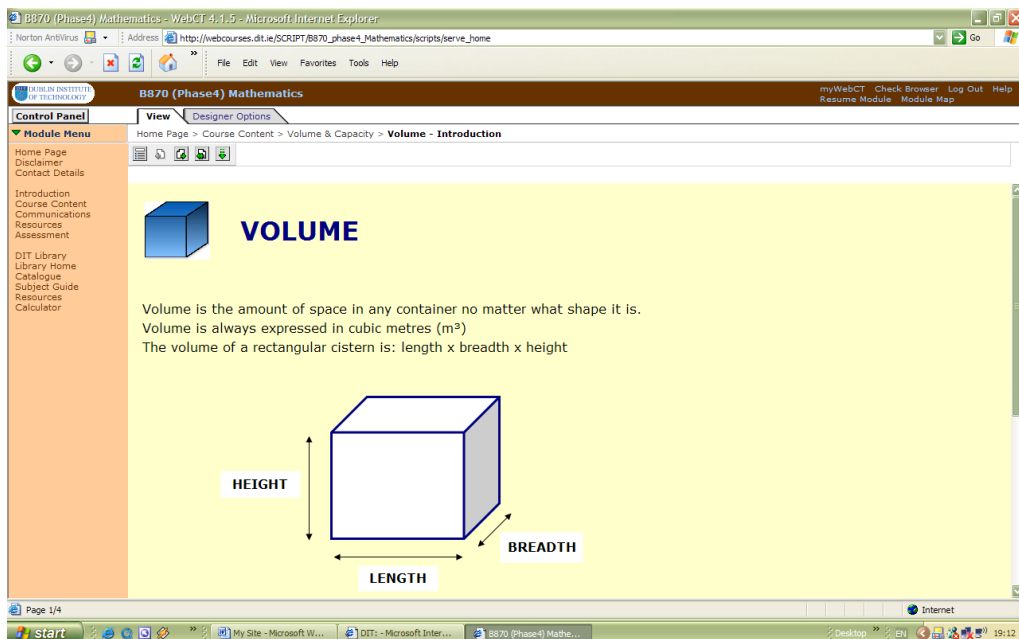 B870 (Phase4) Mathematics - WebCT 4.1.5 - Microsoft Internet Explorer
Norton AntiVirus Address http://webcourses.dit.ie/SCRIPT/B870_phase4_Mathematics/scripts/serve_home Go
» File Edit View Favorites Tools Help
DUBLIN INSTITUTE
OF TECHNOLOGY
B870 (Phase4) Mathematics
myWebCT Check Browser Log Out Help
Resume Module Module Map
Control Panel View Designer Options
Module Menu Home Page > Course Content > Volume & Capacity > Volume - Introduction
Home Page
Disclaimer
Contact Details
Introduction
Course Content
Communications
Resources
Assessment
DIT Library
Library Home
Catalogue
Subject Guide
Resources
Calculator
VOLUME
Volume is the amount of space in any container no matter what shape it is.
Volume is always expressed in cubic metres (m³)
The volume of a rectangular cistern is: length x breadth x height
HEIGHT
BREADTH
LENGTH
Page 1/4 Internet
start » My Site - Microsoft W... DIT: - Microsoft Inter... B870 (Phase4) Mathe... Desktop » EN 19:12